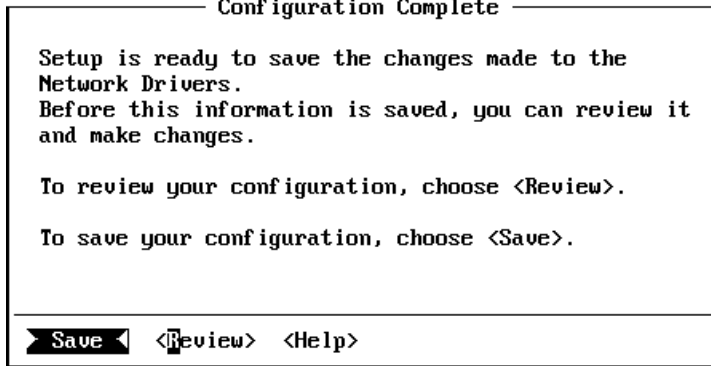 Configuration Complete
Setup is ready to save the changes made to the
Network Drivers.
Before this information is saved, you can review it
and make changes.
To review your configuration, choose <Review>.
To save your configuration, choose <Save>.
Save <Review> <Help>